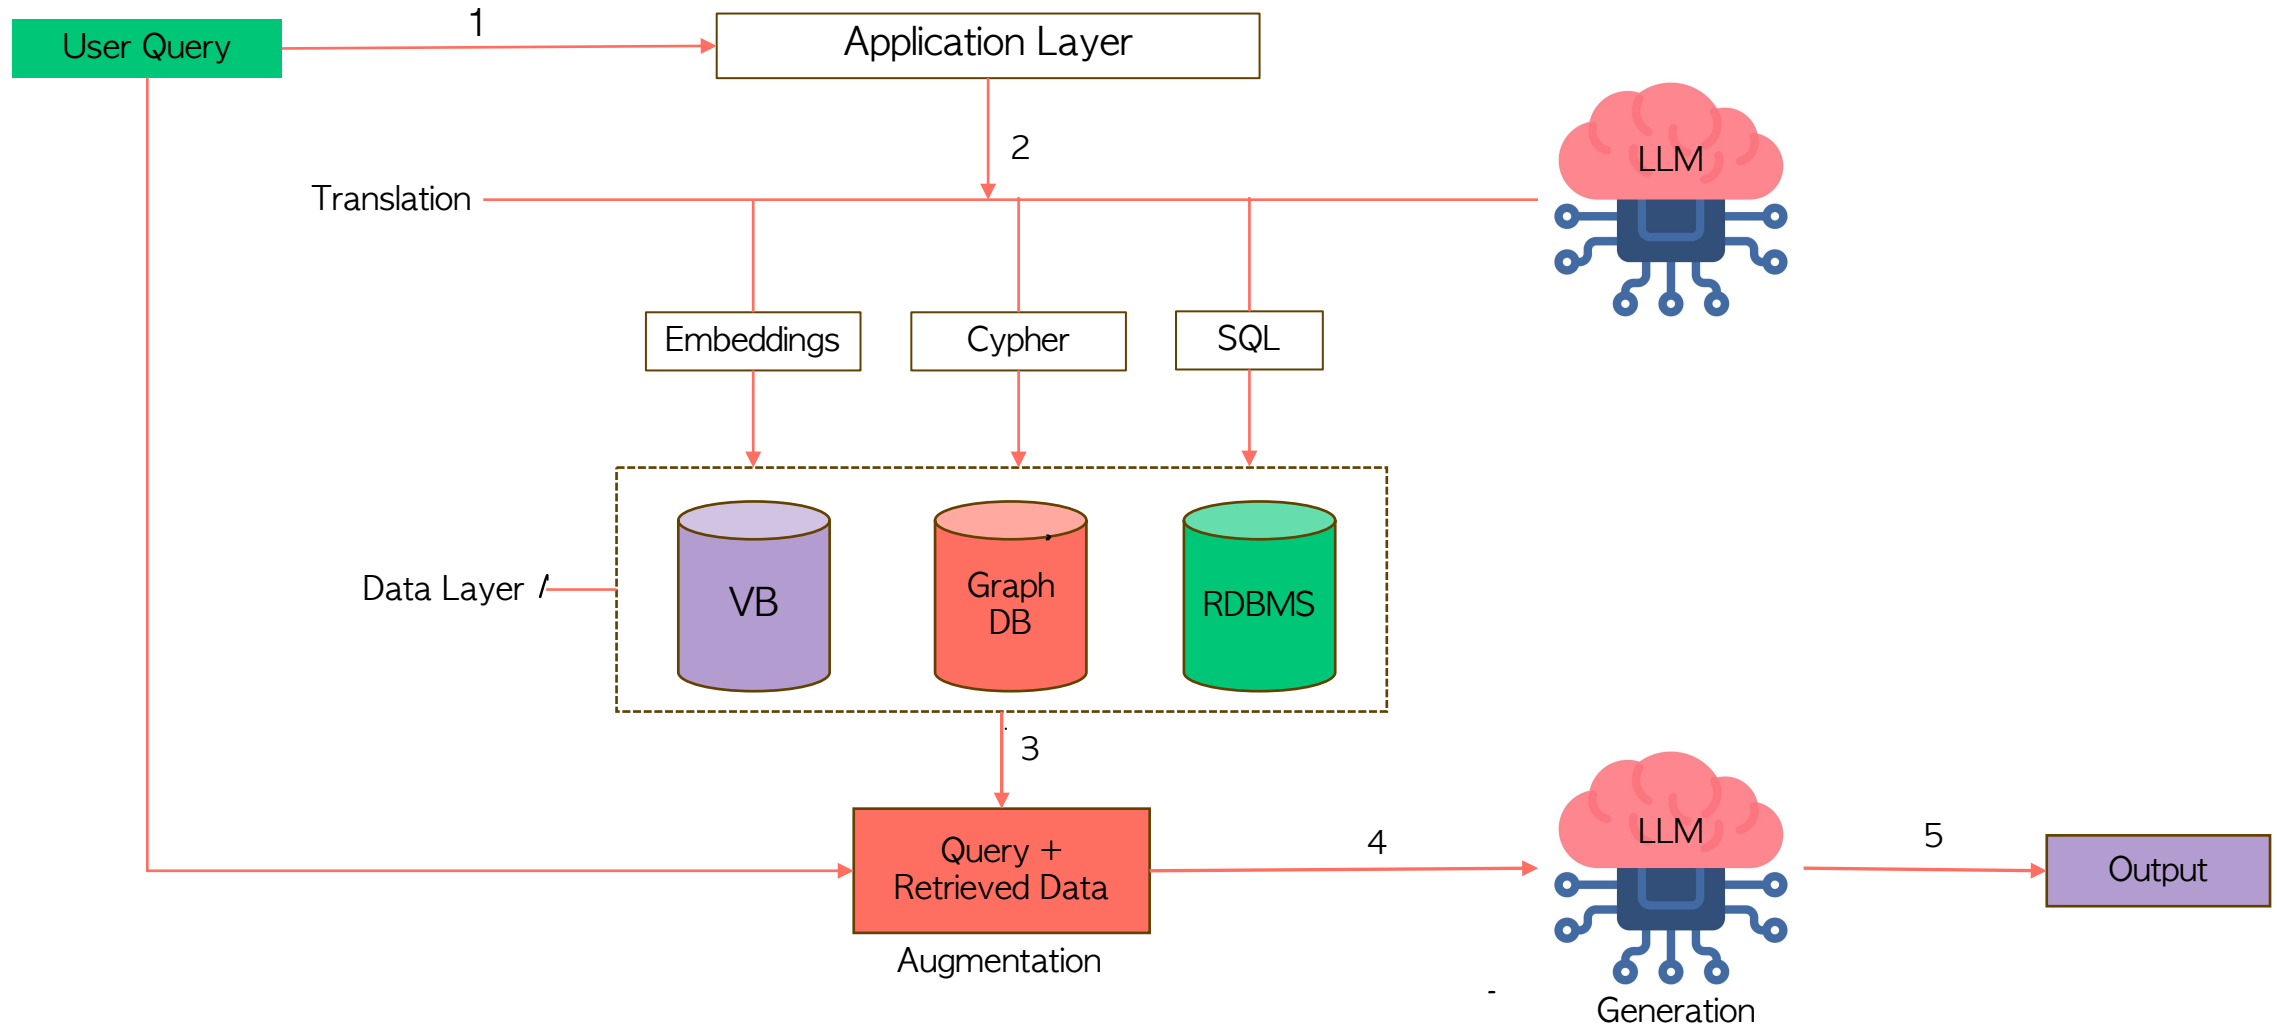 User Query
1
Application Layer
2
LLM
Translation
Embeddings
Cypher
SQL
Data Layer /
VB
Graph
DB
RDBMS
3
Query +
Retrieved Data
Augmentation
4
LLM
5
Output
-
Generation